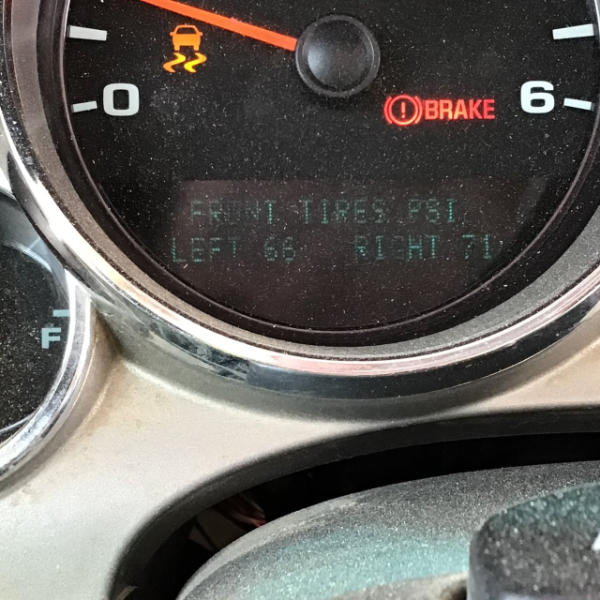 0
BRAKE
6
FRONT TIRES PSI
LEFT 66 RIGHT 71
F